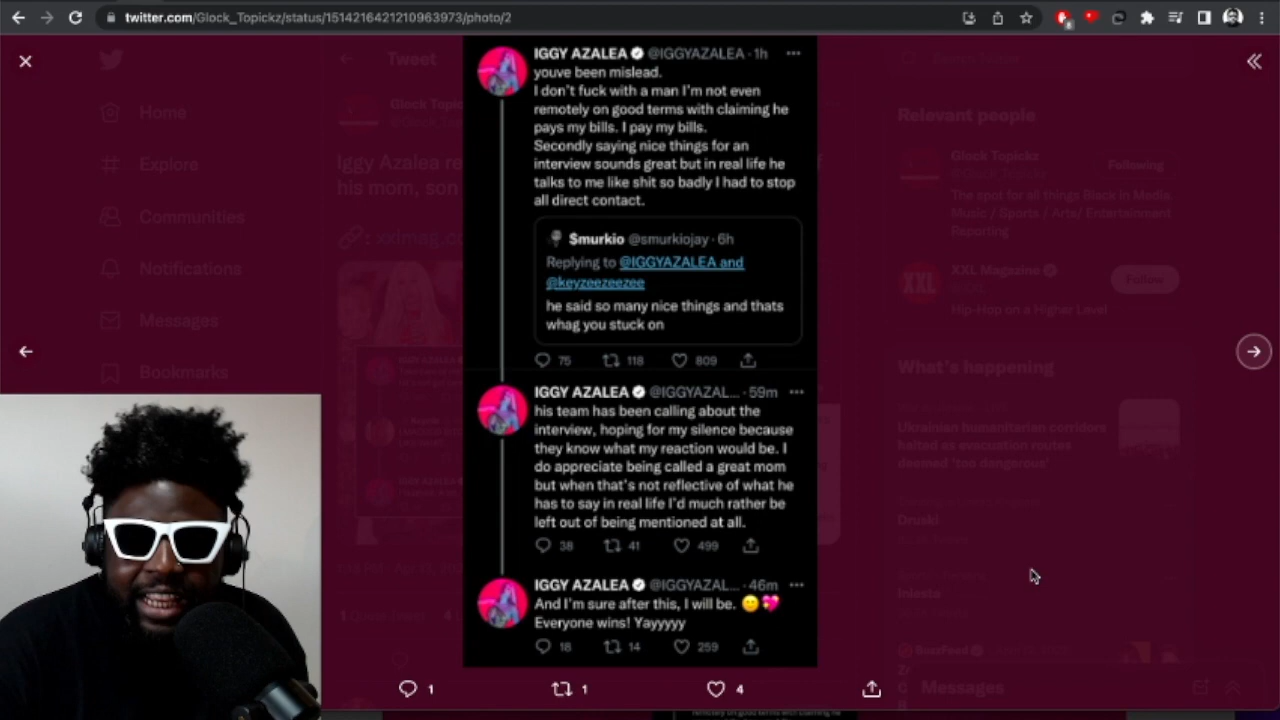 twitter.com/Glock_Topickz/status/1514216421210963973/photo/2
IGGY AZALEA @IGGYAZALEA · 1h
youve been mislead.
I don't fuck with a man I'm not even
remotely on good terms with claiming he
pays my bills. I pay my bills.
Secondly saying nice things for an
interview sounds great but in real life he
talks to me like shit so badly I had to stop
all direct contact.
$murkio @smurkiojay · 6h
Replying to @IGGYAZALEA and
@keyzeezeezee
he said so many nice things and thats
whag you stuck on
75 118 809
IGGY AZALEA @IGGYAZAL... · 59m
his team has been calling about the
interview, hoping for my silence because
they know what my reaction would be. I
do appreciate being called a great mom
but when that's not reflective of what he
has to say in real life I'd much rather be
left out of being mentioned at all.
38 41 499
IGGY AZALEA @IGGYAZAL... · 46m
And I'm sure after this, I will be. 😊💖
Everyone wins! Yayyyyy
18 14 259
1 1 4
Home
Explore
Communities
Notifications
Messages
Bookmarks
Tweet
Glock Topic
Iggy Azalea re
his mom, son
: xxlmag.co
Relevant people
Glock Topickz
Following
The spot for all things Black in Media
Music / Sports / Arts/ Entertainment
Reporting
XXL Magazine
Follow
Hip-Hop on a Higher Level
What's happening
Ukrainian humanitarian corridors
halted as evacuation routes
deemed 'too dangerous'
Druski
BuzzFeed
Messages